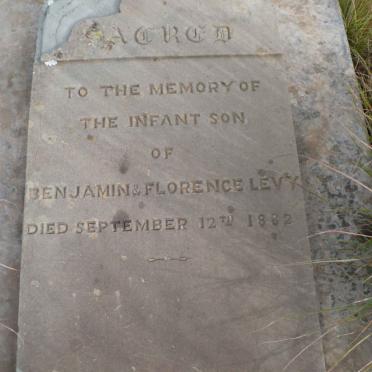 SACRED
TO THE MEMORY OF
THE INFANT SON
OF
BENJAMIN & FLORENCE LEVY
DIED SEPTEMBER 12TH 1882